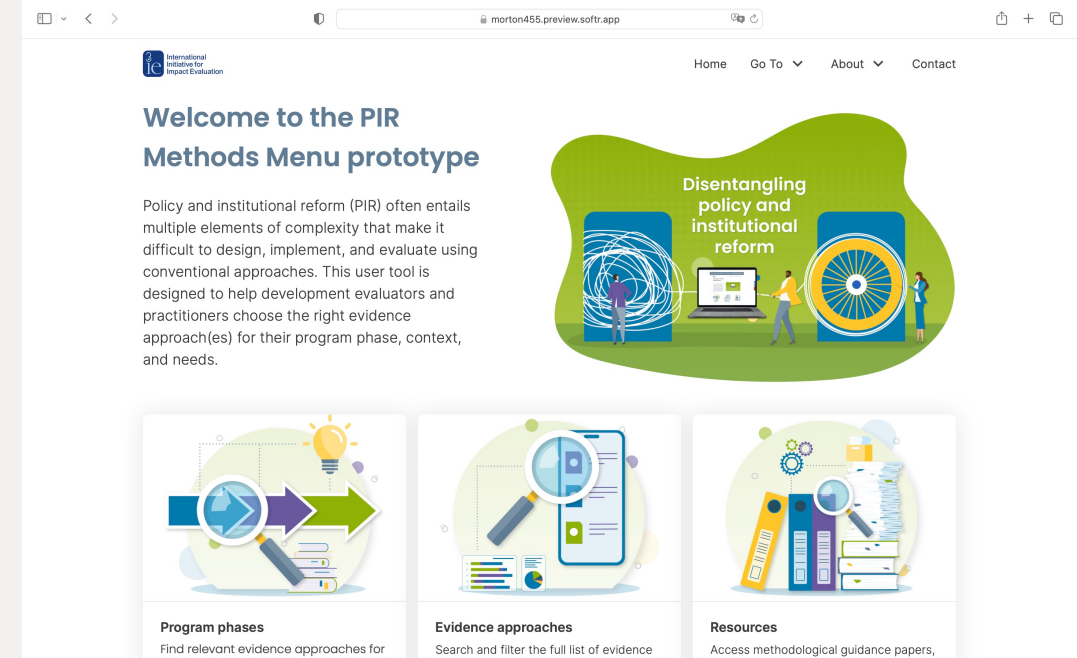 morton455.preview.softr.app
3ie
International
Initiative for
Impact Evaluation
Home
Go To
About
Contact
Welcome to the PIR
Methods Menu prototype
Policy and institutional reform (PIR) often entails
multiple elements of complexity that make it
difficult to design, implement, and evaluate using
conventional approaches. This user tool is
designed to help development evaluators and
practitioners choose the right evidence
approach(es) for their program phase, context,
and needs.
Disentangling
policy and
institutional
reform
Program phases
Find relevant evidence approaches for
Evidence approaches
Search and filter the full list of evidence
Resources
Access methodological guidance papers,